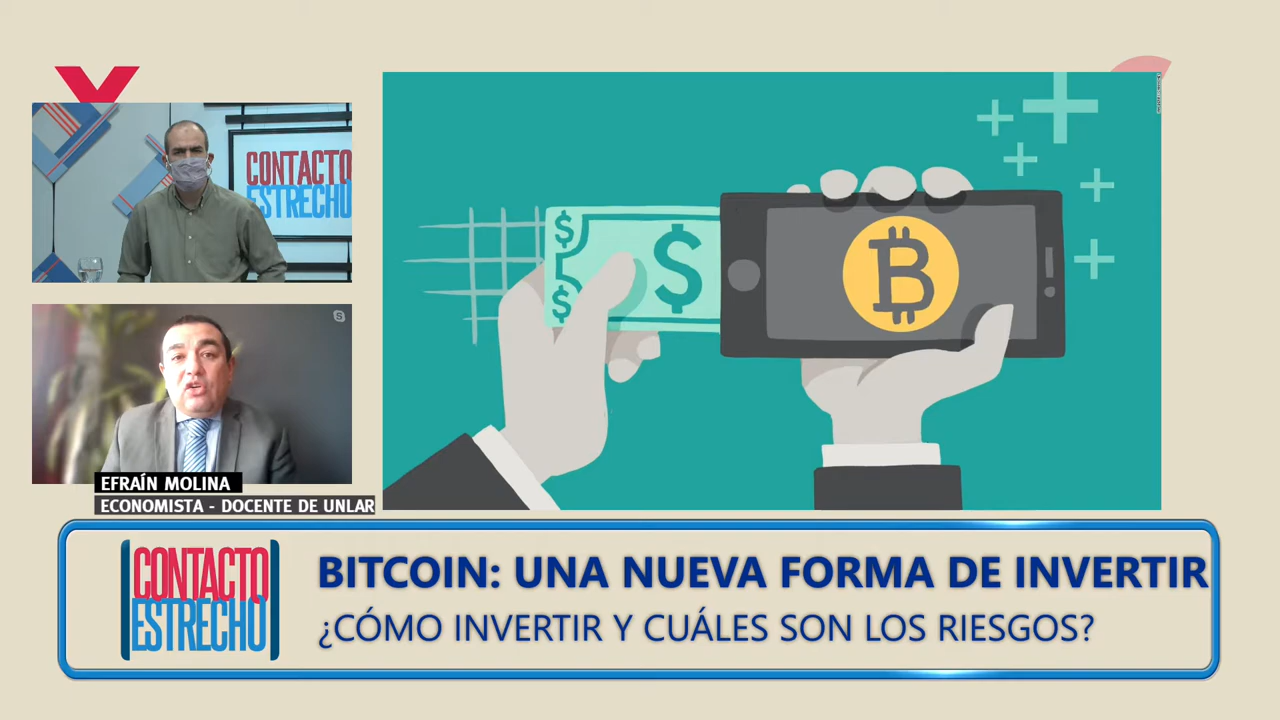 CONTACTO
ESTRECHO
$
$
$
B
EFRAÍN MOLINA
ECONOMISTA - DOCENTE DE UNLAR
CONTACTO
ESTRECHO
BITCOIN: UNA NUEVA FORMA DE INVERTIR
¿CÓMO INVERTIR Y CUÁLES SON LOS RIESGOS?